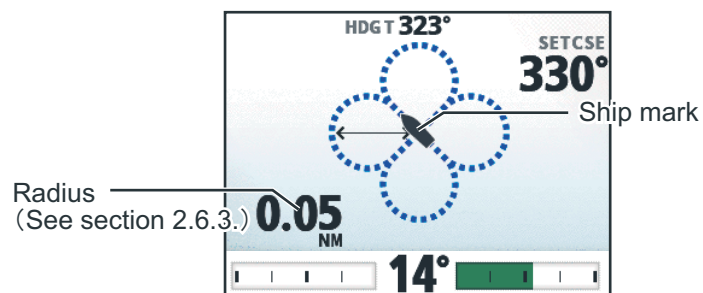 HDG T 323°
SETCSE
330°
Ship mark
Radius
(See section 2.6.3.)
0.05
NM
14°